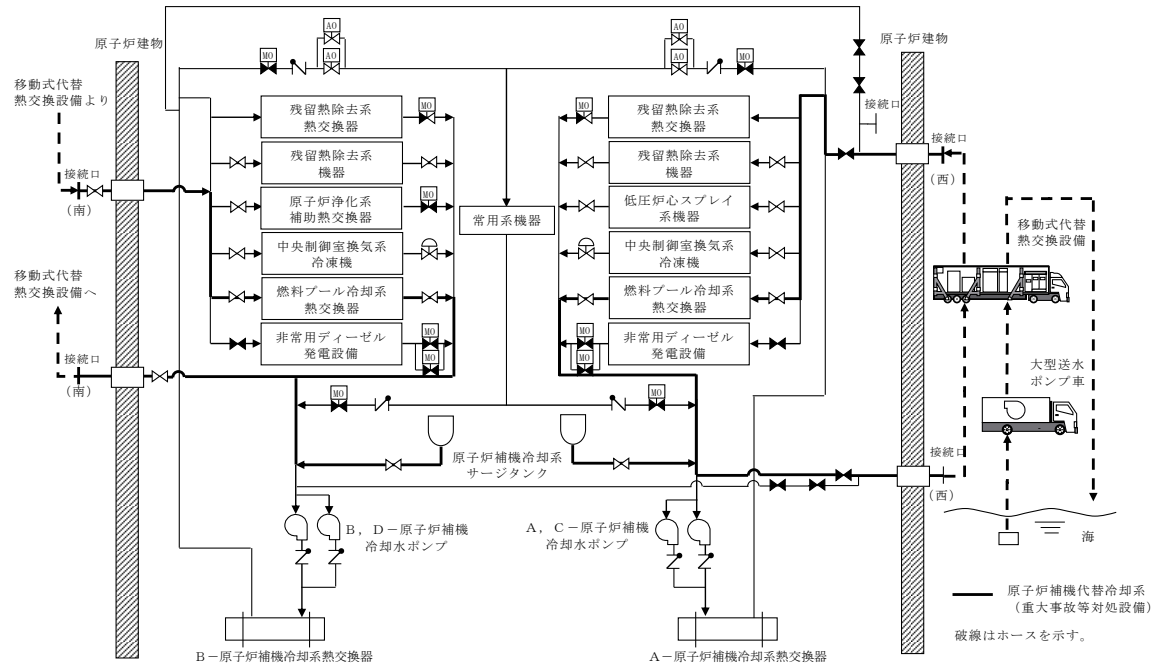 原子炉建物
移動式代替
熱交換設備より
接続口
(南)
移動式代替
熱交換設備へ
接続口
(南)
MO
AO
AO
残留熱除去系
熱交換器
MO
残留熱除去系
機器
原子炉浄化系
補助熱交換器
MO
中央制御室換気系
冷凍機
燃料プール冷却系
熱交換器
非常用ディーゼル
発電設備
MO
MO
常用系機器
AO
AO
MO
MO
残留熱除去系
熱交換器
残留熱除去系
機器
低圧炉心スプレイ
系機器
中央制御室換気系
冷凍機
燃料プール冷却系
熱交換器
MO
MO
非常用ディーゼル
発電設備
MO
MO
原子炉補機冷却系
サージタンク
B,D-原子炉補機
冷却水ポンプ
A,C-原子炉補機
冷却水ポンプ
B-原子炉補機冷却系熱交換器
A-原子炉補機冷却系熱交換器
原子炉建物
接続口
接続口
(西)
移動式代替
熱交換設備
大型送水
ポンプ車
接続口
(西)
海
原子炉補機代替冷却系
(重大事故等対処設備)
破線はホースを示す。